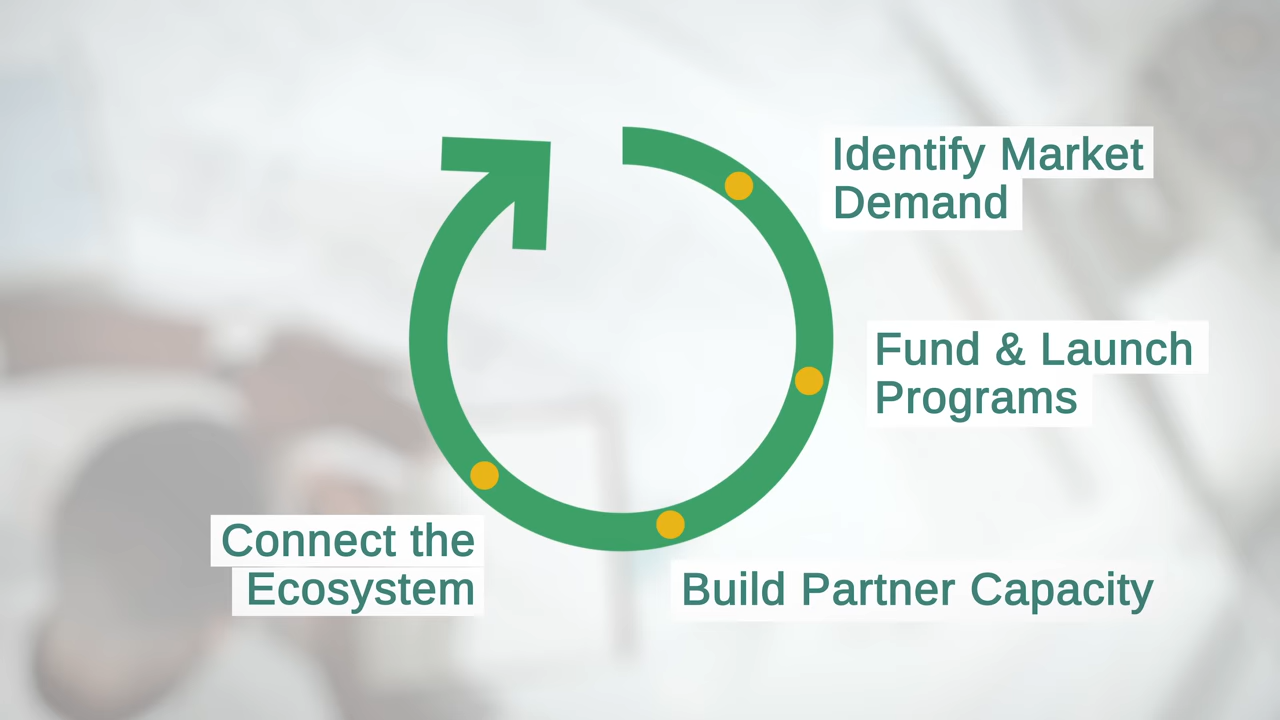 Identify Market
Demand
Fund & Launch
Programs
Build Partner Capacity
Connect the
Ecosystem